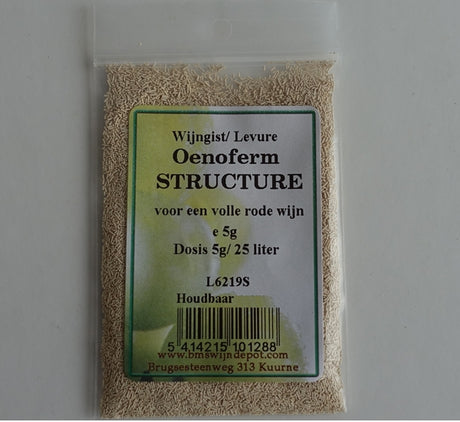 Wijngist/ Levure
Oenoferm
STRUCTURE
voor een volle rode wijn
e 5g
Dosis 5g/ 25 liter
L6219S
Houdbaar
5 414215 101288
www.bmswijndepot.com
Brugsesteenweg 313 Kuurne